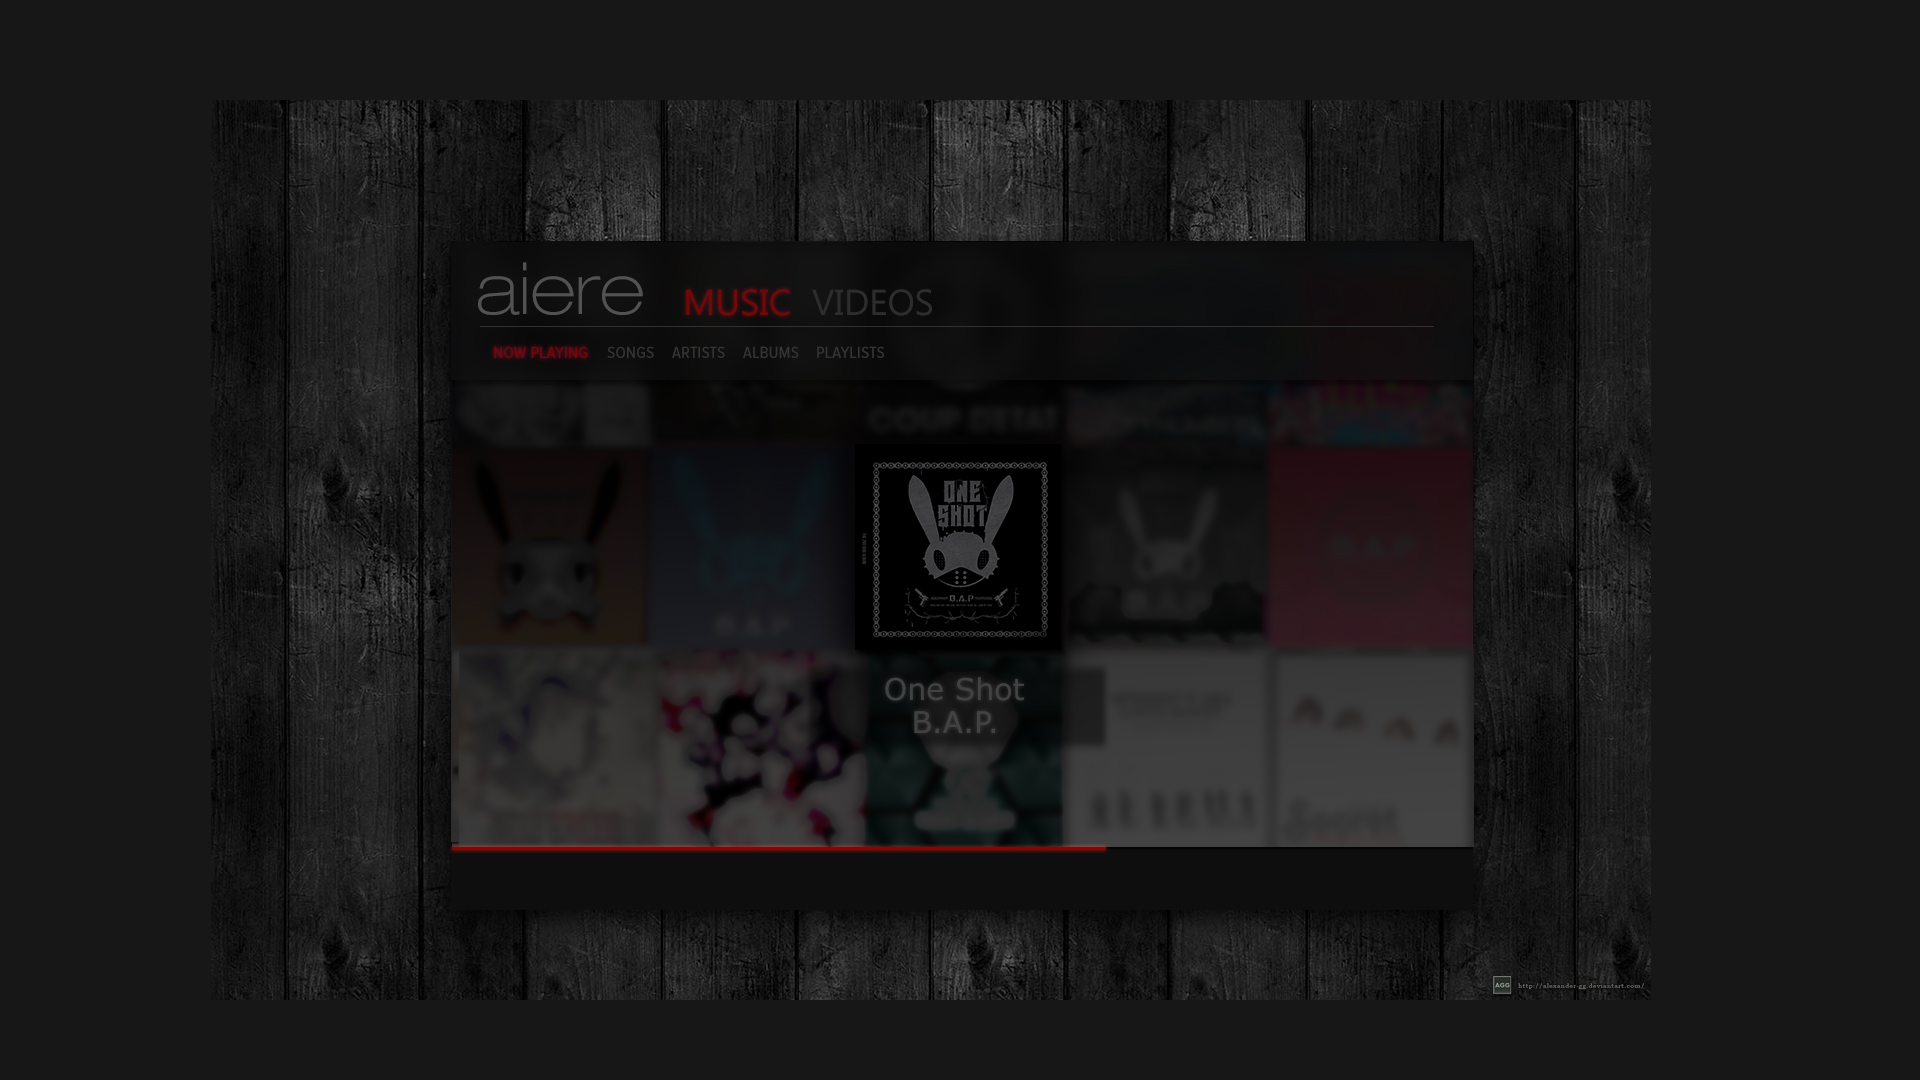 aiere MUSIC VIDEOS
NOW PLAYING SONGS ARTISTS ALBUMS PLAYLISTS
COUP D'ETAT
ONE
SHOT
B.A.P
B.A.P
B.A.P
One Shot
B.A.P.
Secret
AGG http://alexander-gg.deviantart.com/